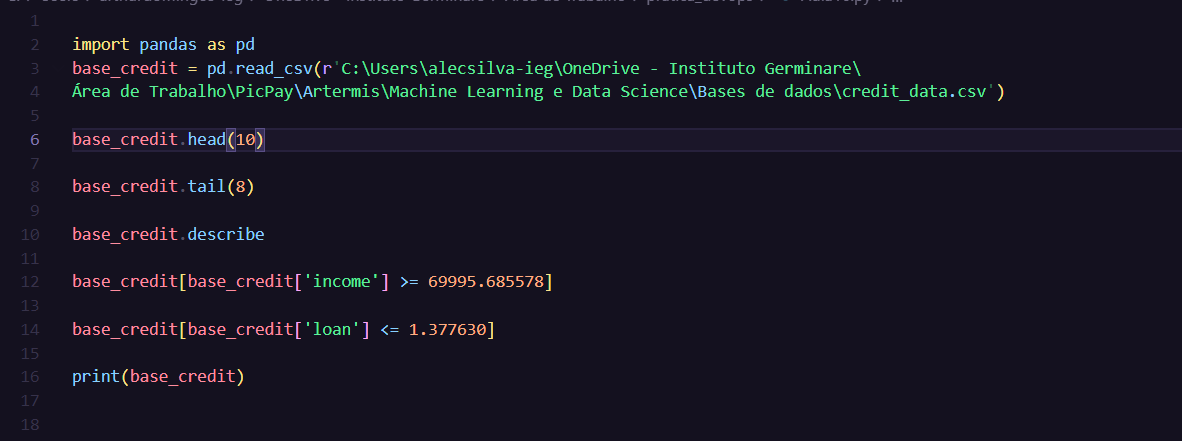 1
2 import pandas as pd
3 base_credit = pd.read_csv(r'C:\Users\alecsilva-ieg\OneDrive - Instituto Germinare\
4 Área de Trabalho\PicPay\Artermis\Machine Learning e Data Science\Bases de dados\credit_data.csv')
5
6 base_credit.head(10)
7
8 base_credit.tail(8)
9
10 base_credit.describe
11
12 base_credit[base_credit['income'] >= 69995.685578]
13
14 base_credit[base_credit['loan'] <= 1.377630]
15
16 print(base_credit)
17
18